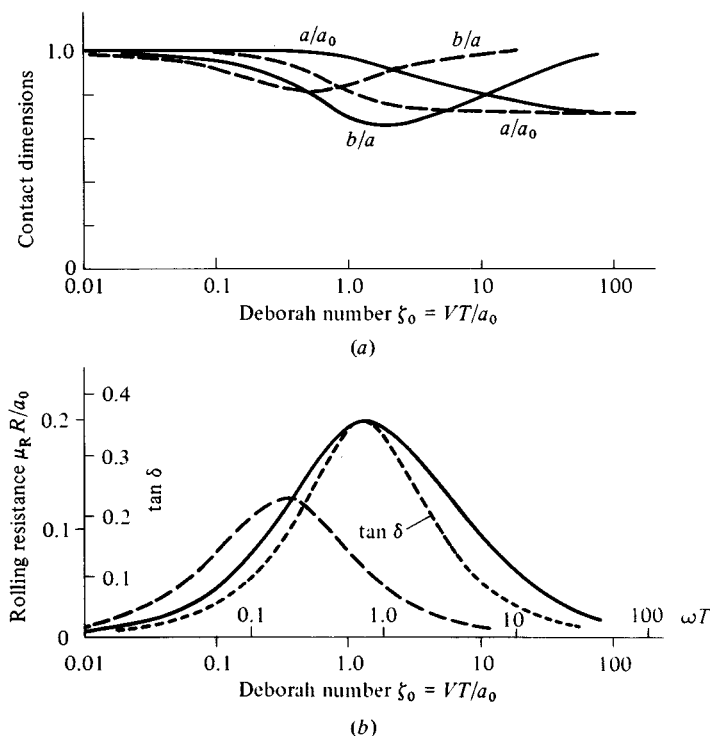 1.0
a/a₀
b/a
b/a
a/a₀
Contact dimensions
0
0.01 0.1 1.0 10 100
Deborah number ζ₀ = VT/a₀
(a)
Rolling resistance μ_R R/a₀
0.2
0.1
0
tan δ
0.4
0.3
0.2
0.1
tan δ
0.1 1.0 10 100 ωT
0.01 0.1 1.0 10 100
Deborah number ζ₀ = VT/a₀
(b)